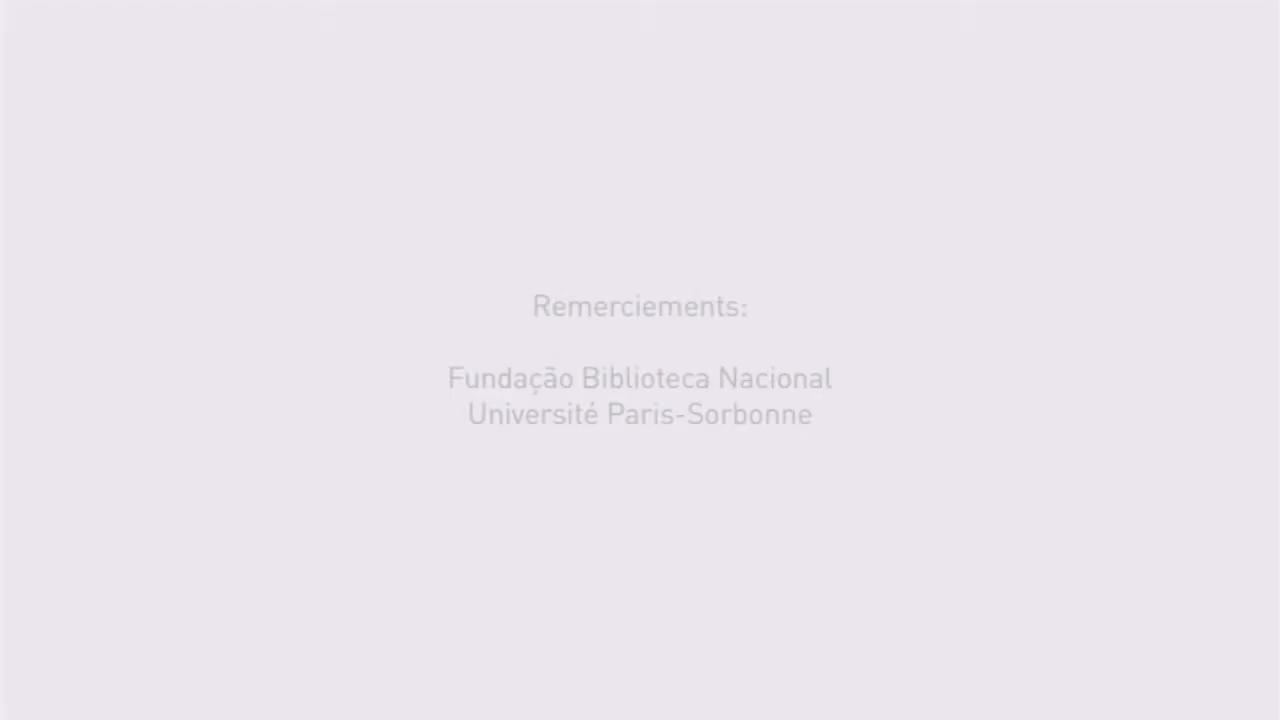 Remerciements:
Fundação Biblioteca Nacional
Université Paris-Sorbonne